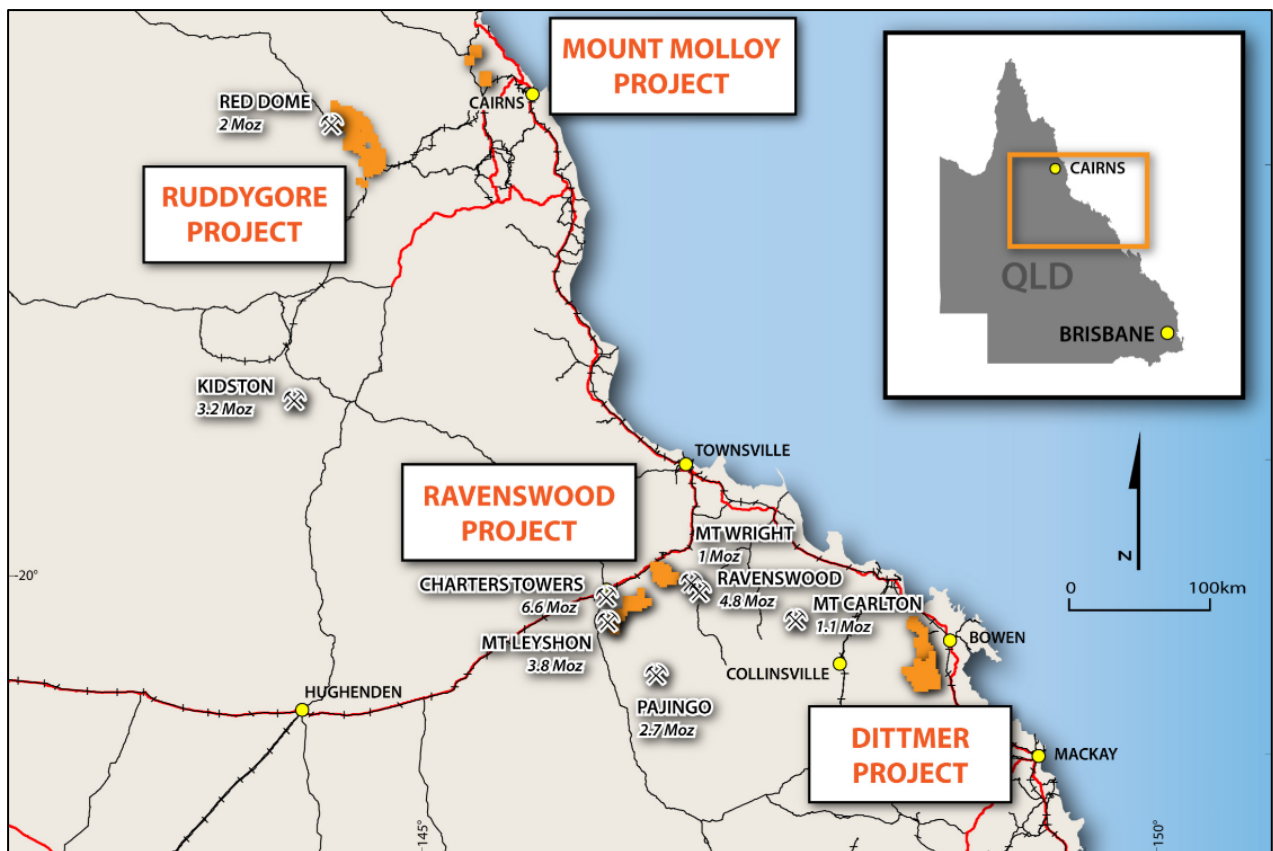 MOUNT MOLLOY
PROJECT
RED DOME
2 Moz
CAIRNS
RUDDYGORE
PROJECT
CAIRNS
QLD
BRISBANE
KIDSTON
3.2 Moz
TOWNSVILLE
RAVENSWOOD
PROJECT
MT WRIGHT
1 Moz
N
0
100km
20°
CHARTERS TOWERS
6.6 Moz
RAVENSWOOD
4.8 Moz
MT CARLTON
1.1 Moz
MT LEYSHON
3.8 Moz
BOWEN
COLLINSVILLE
HUGHENDEN
PAJINGO
2.7 Moz
DITTMER
PROJECT
MACKAY
145°
150°